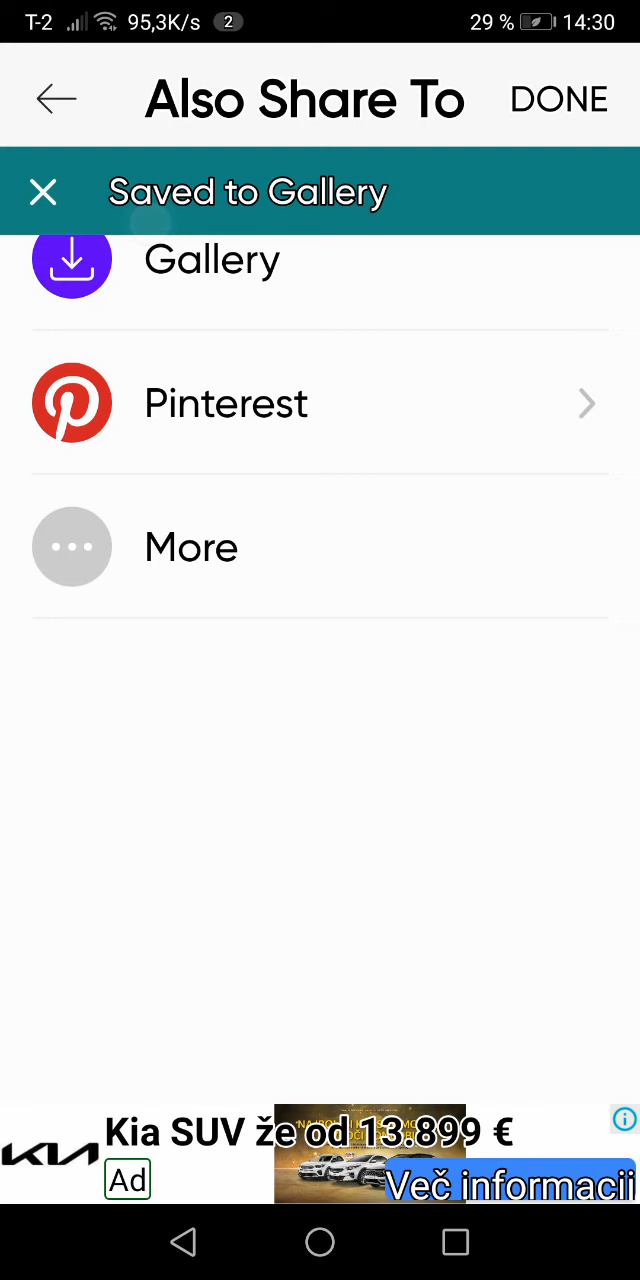 T-2 95,3K/s 2 29 % 14:30
Also Share To DONE
Saved to Gallery
Gallery
Pinterest
More
Kia SUV že od 13.899 €
KIA
Ad
Več informacij